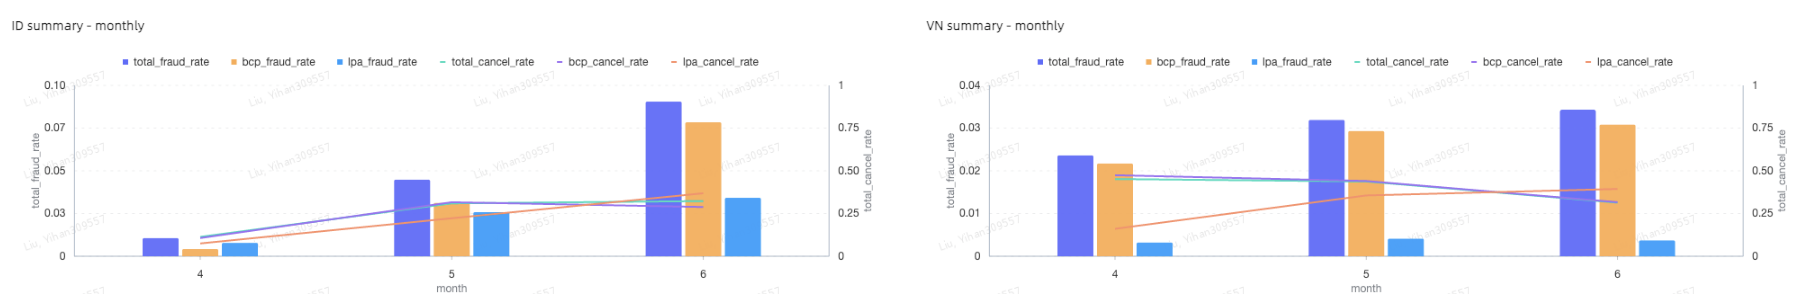 ID summary - monthly
total_fraud_rate bcp_fraud_rate lpa_fraud_rate total_cancel_rate bcp_cancel_rate lpa_cancel_rate
0.10
0.07
0.05
0.03
0
total_fraud_rate
1
0.75
0.50
0.25
0
total_cancel_rate
4 5 6
month
VN summary - monthly
total_fraud_rate bcp_fraud_rate lpa_fraud_rate total_cancel_rate bcp_cancel_rate lpa_cancel_rate
0.04
0.03
0.02
0.01
0
total_fraud_rate
1
0.75
0.50
0.25
0
total_cancel_rate
4 5 6
month
Liu, Yihan309557